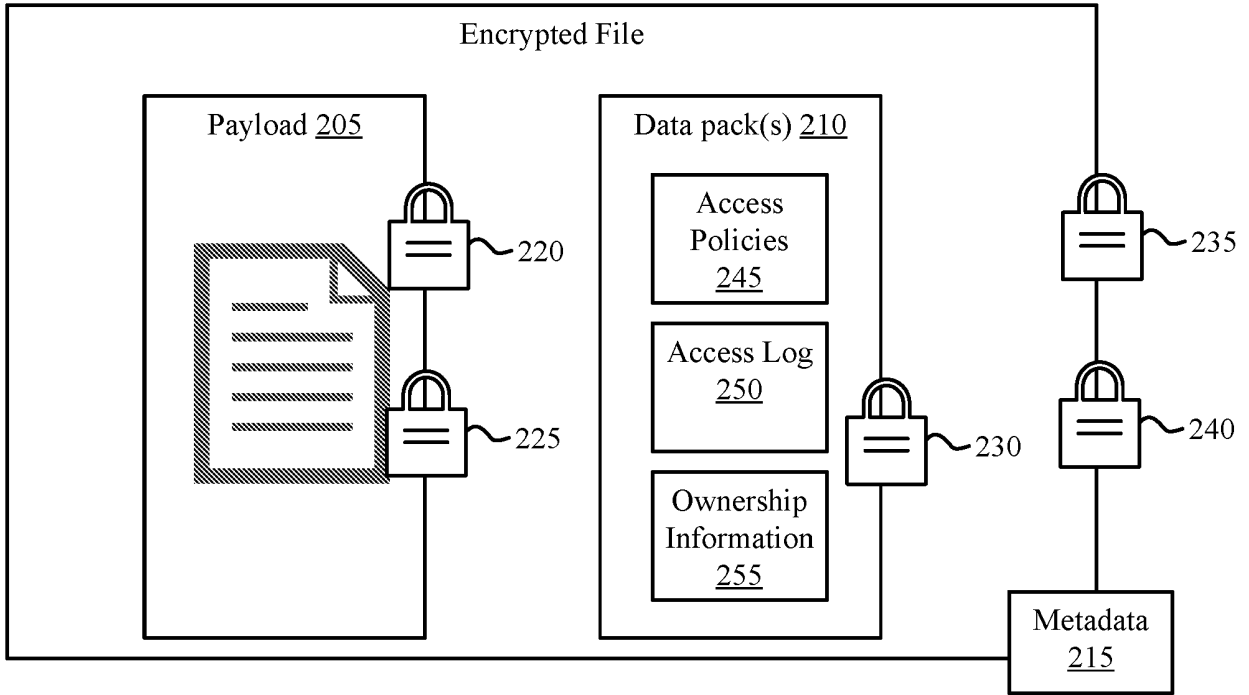 Encrypted File
Payload 205
Data pack(s) 210
Access
Policies
245
220
235
Access Log
250
225
230
240
Ownership
Information
255
Metadata
215